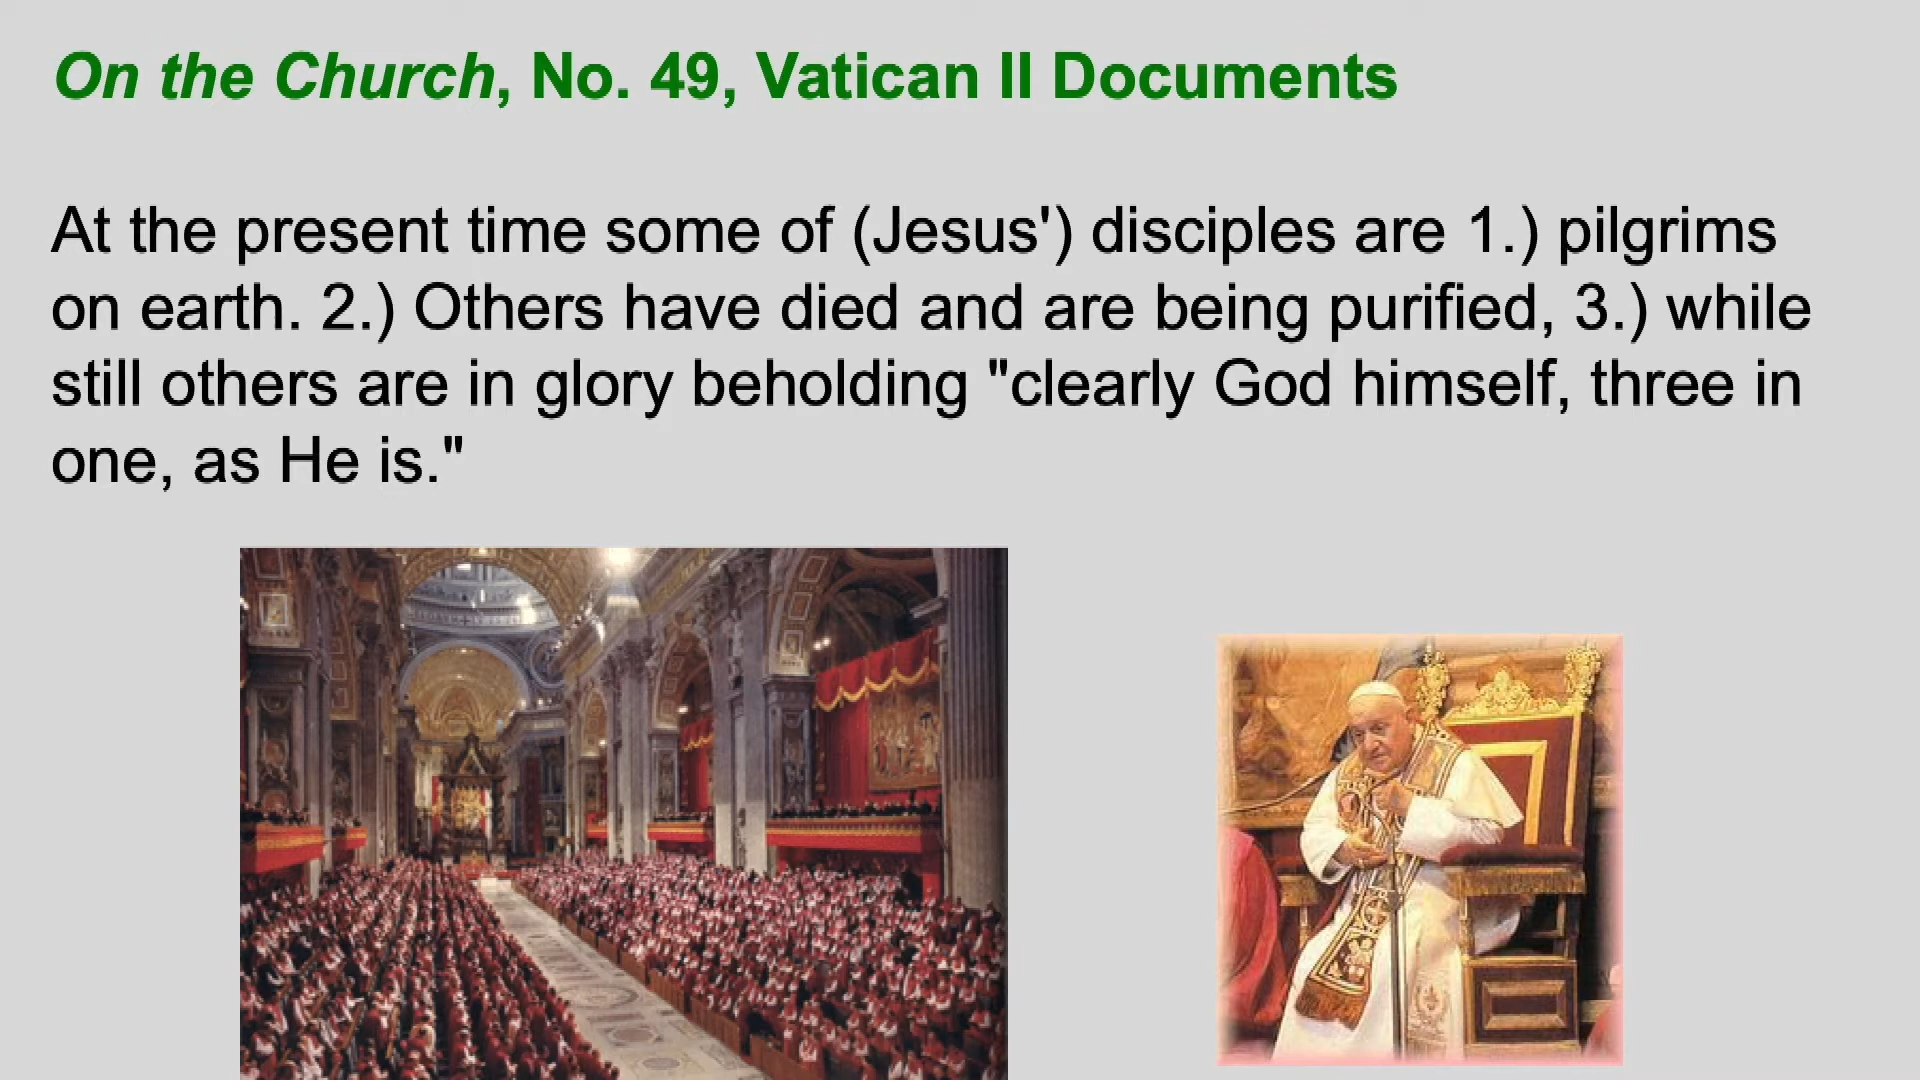 On the Church, No. 49, Vatican II Documents
At the present time some of (Jesus') disciples are 1.) pilgrims
on earth. 2.) Others have died and are being purified, 3.) while
still others are in glory beholding "clearly God himself, three in
one, as He is."